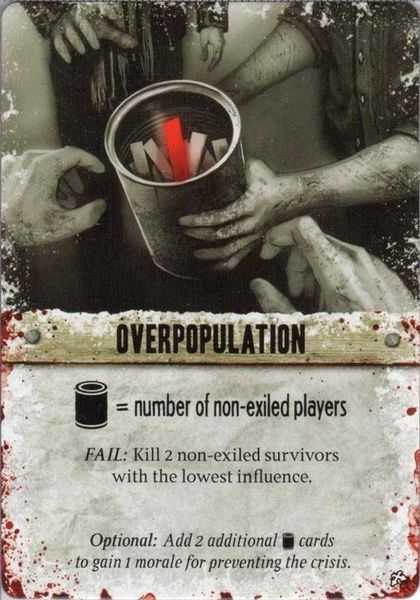 OVERPOPULATION
= number of non-exiled players
FAIL: Kill 2 non-exiled survivors
with the lowest influence.
Optional: Add 2 additional cards
to gain 1 morale for preventing the crisis.